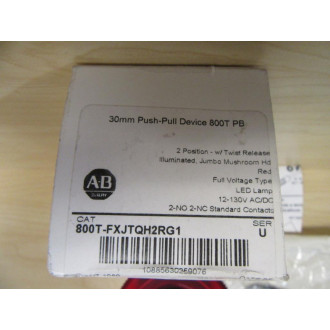 30mm Push-Pull Device 800T PB
2 Position - w/ Twist Release
Illuminated, Jumbo Mushroom Hd
Red
Full Voltage Type
LED Lamp
12-130V AC/DC
2-NO 2-NC Standard Contacts
A-B
CAT
SER
800T-FXJTQH2RG1
U
10885630359076